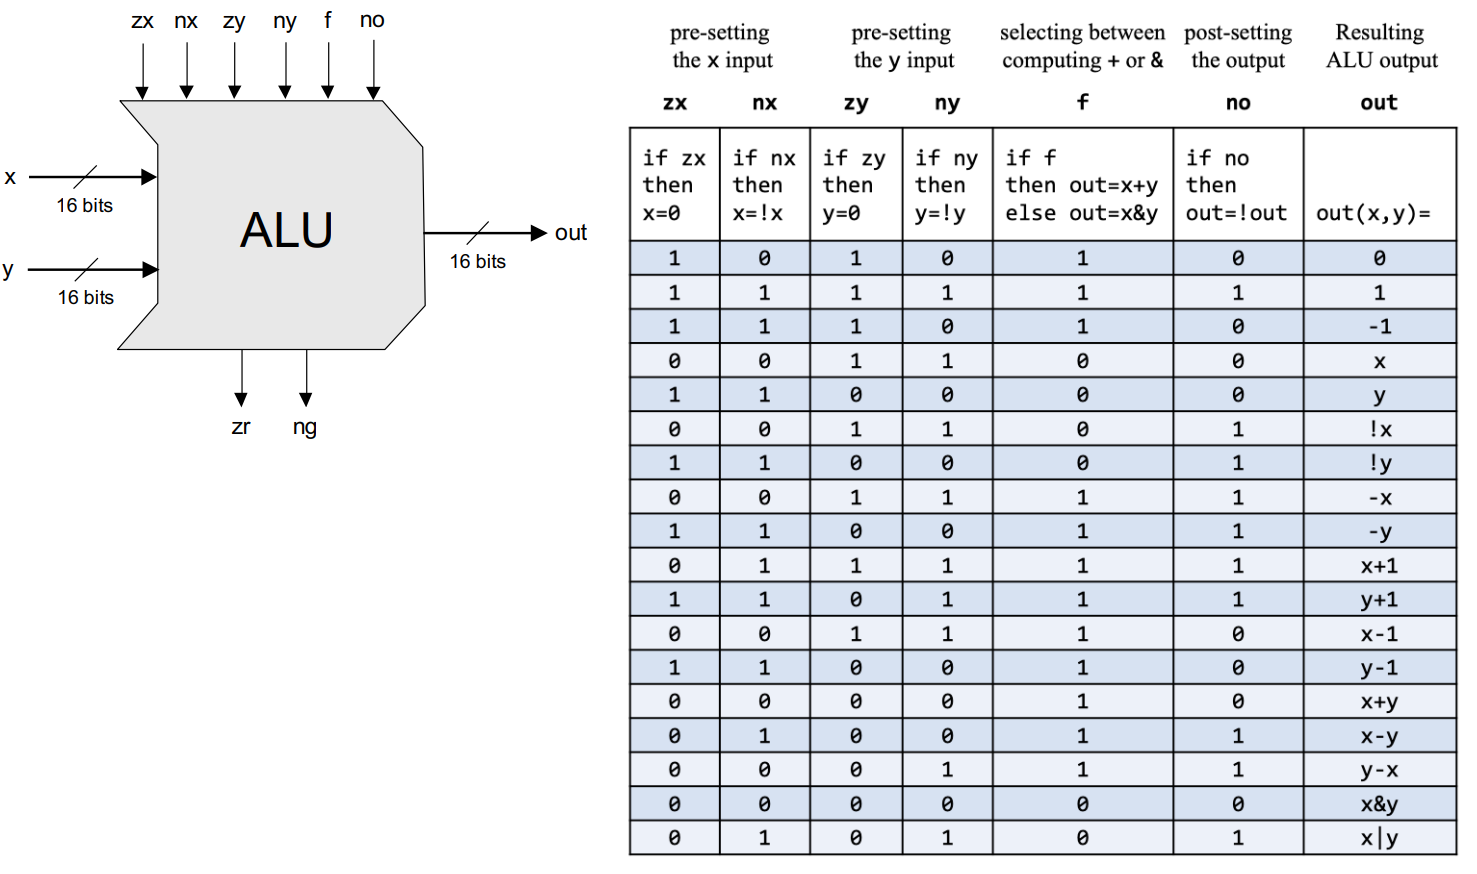 zx nx zy ny f no
x
16 bits
y
16 bits
ALU
out
16 bits
zr ng
pre-setting the x input
pre-setting the y input
selecting between computing + or &
post-setting the output
Resulting ALU output
zx nx zy ny f no out
if zx then x=0
if nx then x=!x
if zy then y=0
if ny then y=!y
if f then out=x+y else out=x&y
if no then out=!out
out(x,y)=
1 0 1 0 1 0 0
1 1 1 1 1 1 1
1 1 1 0 1 0 -1
0 0 1 1 0 0 x
1 1 0 0 0 0 y
0 0 1 1 0 1 !x
1 1 0 0 0 1 !y
0 0 1 1 1 1 -x
1 1 0 0 1 1 -y
0 1 1 1 1 1 x+1
1 1 0 1 1 1 y+1
0 0 1 1 1 0 x-1
1 1 0 0 1 0 y-1
0 0 0 0 1 0 x+y
0 1 0 0 1 1 x-y
0 0 0 1 1 1 y-x
0 0 0 0 0 0 x&y
0 1 0 1 0 1 x|y